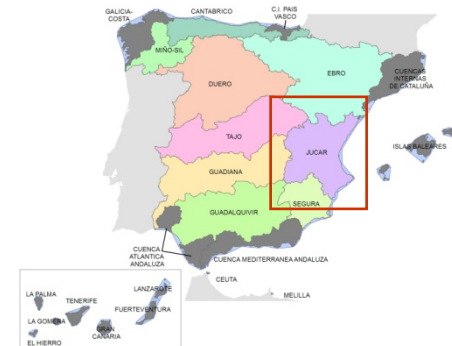 GALICIA-
COSTA
CANTABRICO
C.I. PAIS
VASCO
MIÑO-SIL
EBRO
CUENCAS
INTERNAS
DE CATALUÑA
DUERO
TAJO
JUCAR
ISLAS BALEARES
GUADIANA
SEGURA
GUADALQUIVIR
CUENCA
ATLANTICA
ANDALUZA
CUENCA MEDITERRANEA ANDALUZA
CEUTA
MELILLA
LANZAROTE
LA PALMA
TENERIFE
FUERTEVENTURA
LA GOMERA
GRAN
CANARIA
EL HIERRO